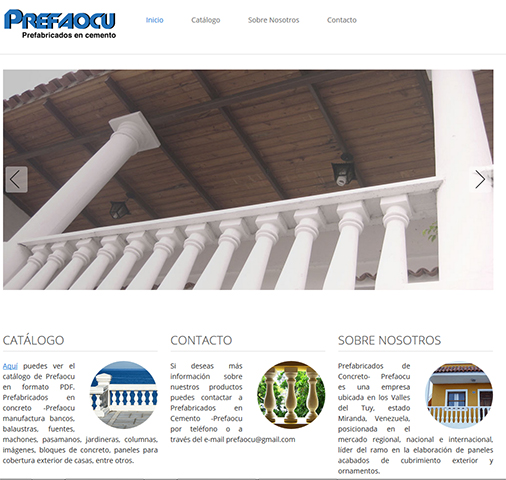 PREFAOCU
Prefabricados en cemento
Inicio
Catálogo
Sobre Nosotros
Contacto
CATÁLOGO
Aquí puedes ver el
catálogo de Prefaocu
en formato PDF,
Prefabricados en
concreto -Prefaocu
manufactura bancos,
balaustras, fuentes,
machones, pasamanos, jardineras, columnas,
imágenes, bloques de concreto, paneles para
cobertura exterior de casas, entre otros.
CONTACTO
Si deseas más
información sobre
nuestros productos
puedes contactar a
Prefabricados en
Cemento -Prefaocu
por teléfono o a
través del e-mail prefaocu@gmail.com
SOBRE NOSOTROS
Prefabricados de
Concreto- Prefaocu
es una empresa
ubicada en los Valles
del Tuy, estado
Miranda, Venezuela,
posicionada en el
mercado regional, nacional e internacional,
líder del ramo en la elaboración de paneles
acabados de cubrimiento exterior y
ornamentos.